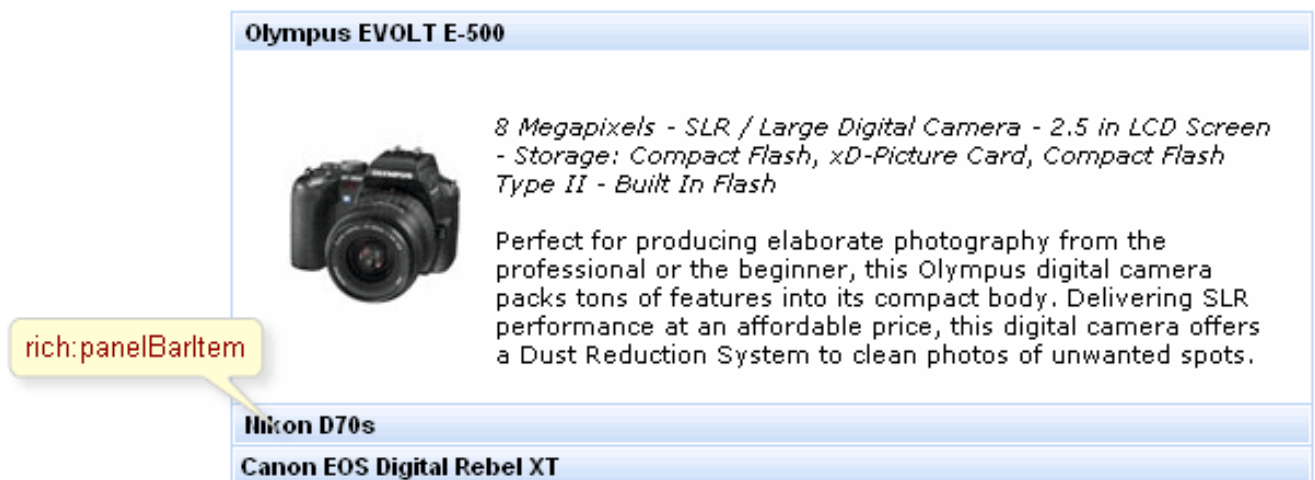 Olympus EVOLT E-500
8 Megapixels - SLR / Large Digital Camera - 2.5 in LCD Screen
- Storage: Compact Flash, xD-Picture Card, Compact Flash
Type II - Built In Flash
OLYMPUS
Perfect for producing elaborate photography from the
professional or the beginner, this Olympus digital camera
packs tons of features into its compact body. Delivering SLR
performance at an affordable price, this digital camera offers
a Dust Reduction System to clean photos of unwanted spots.
rich:panelBarItem
Nikon D70s
Canon EOS Digital Rebel XT